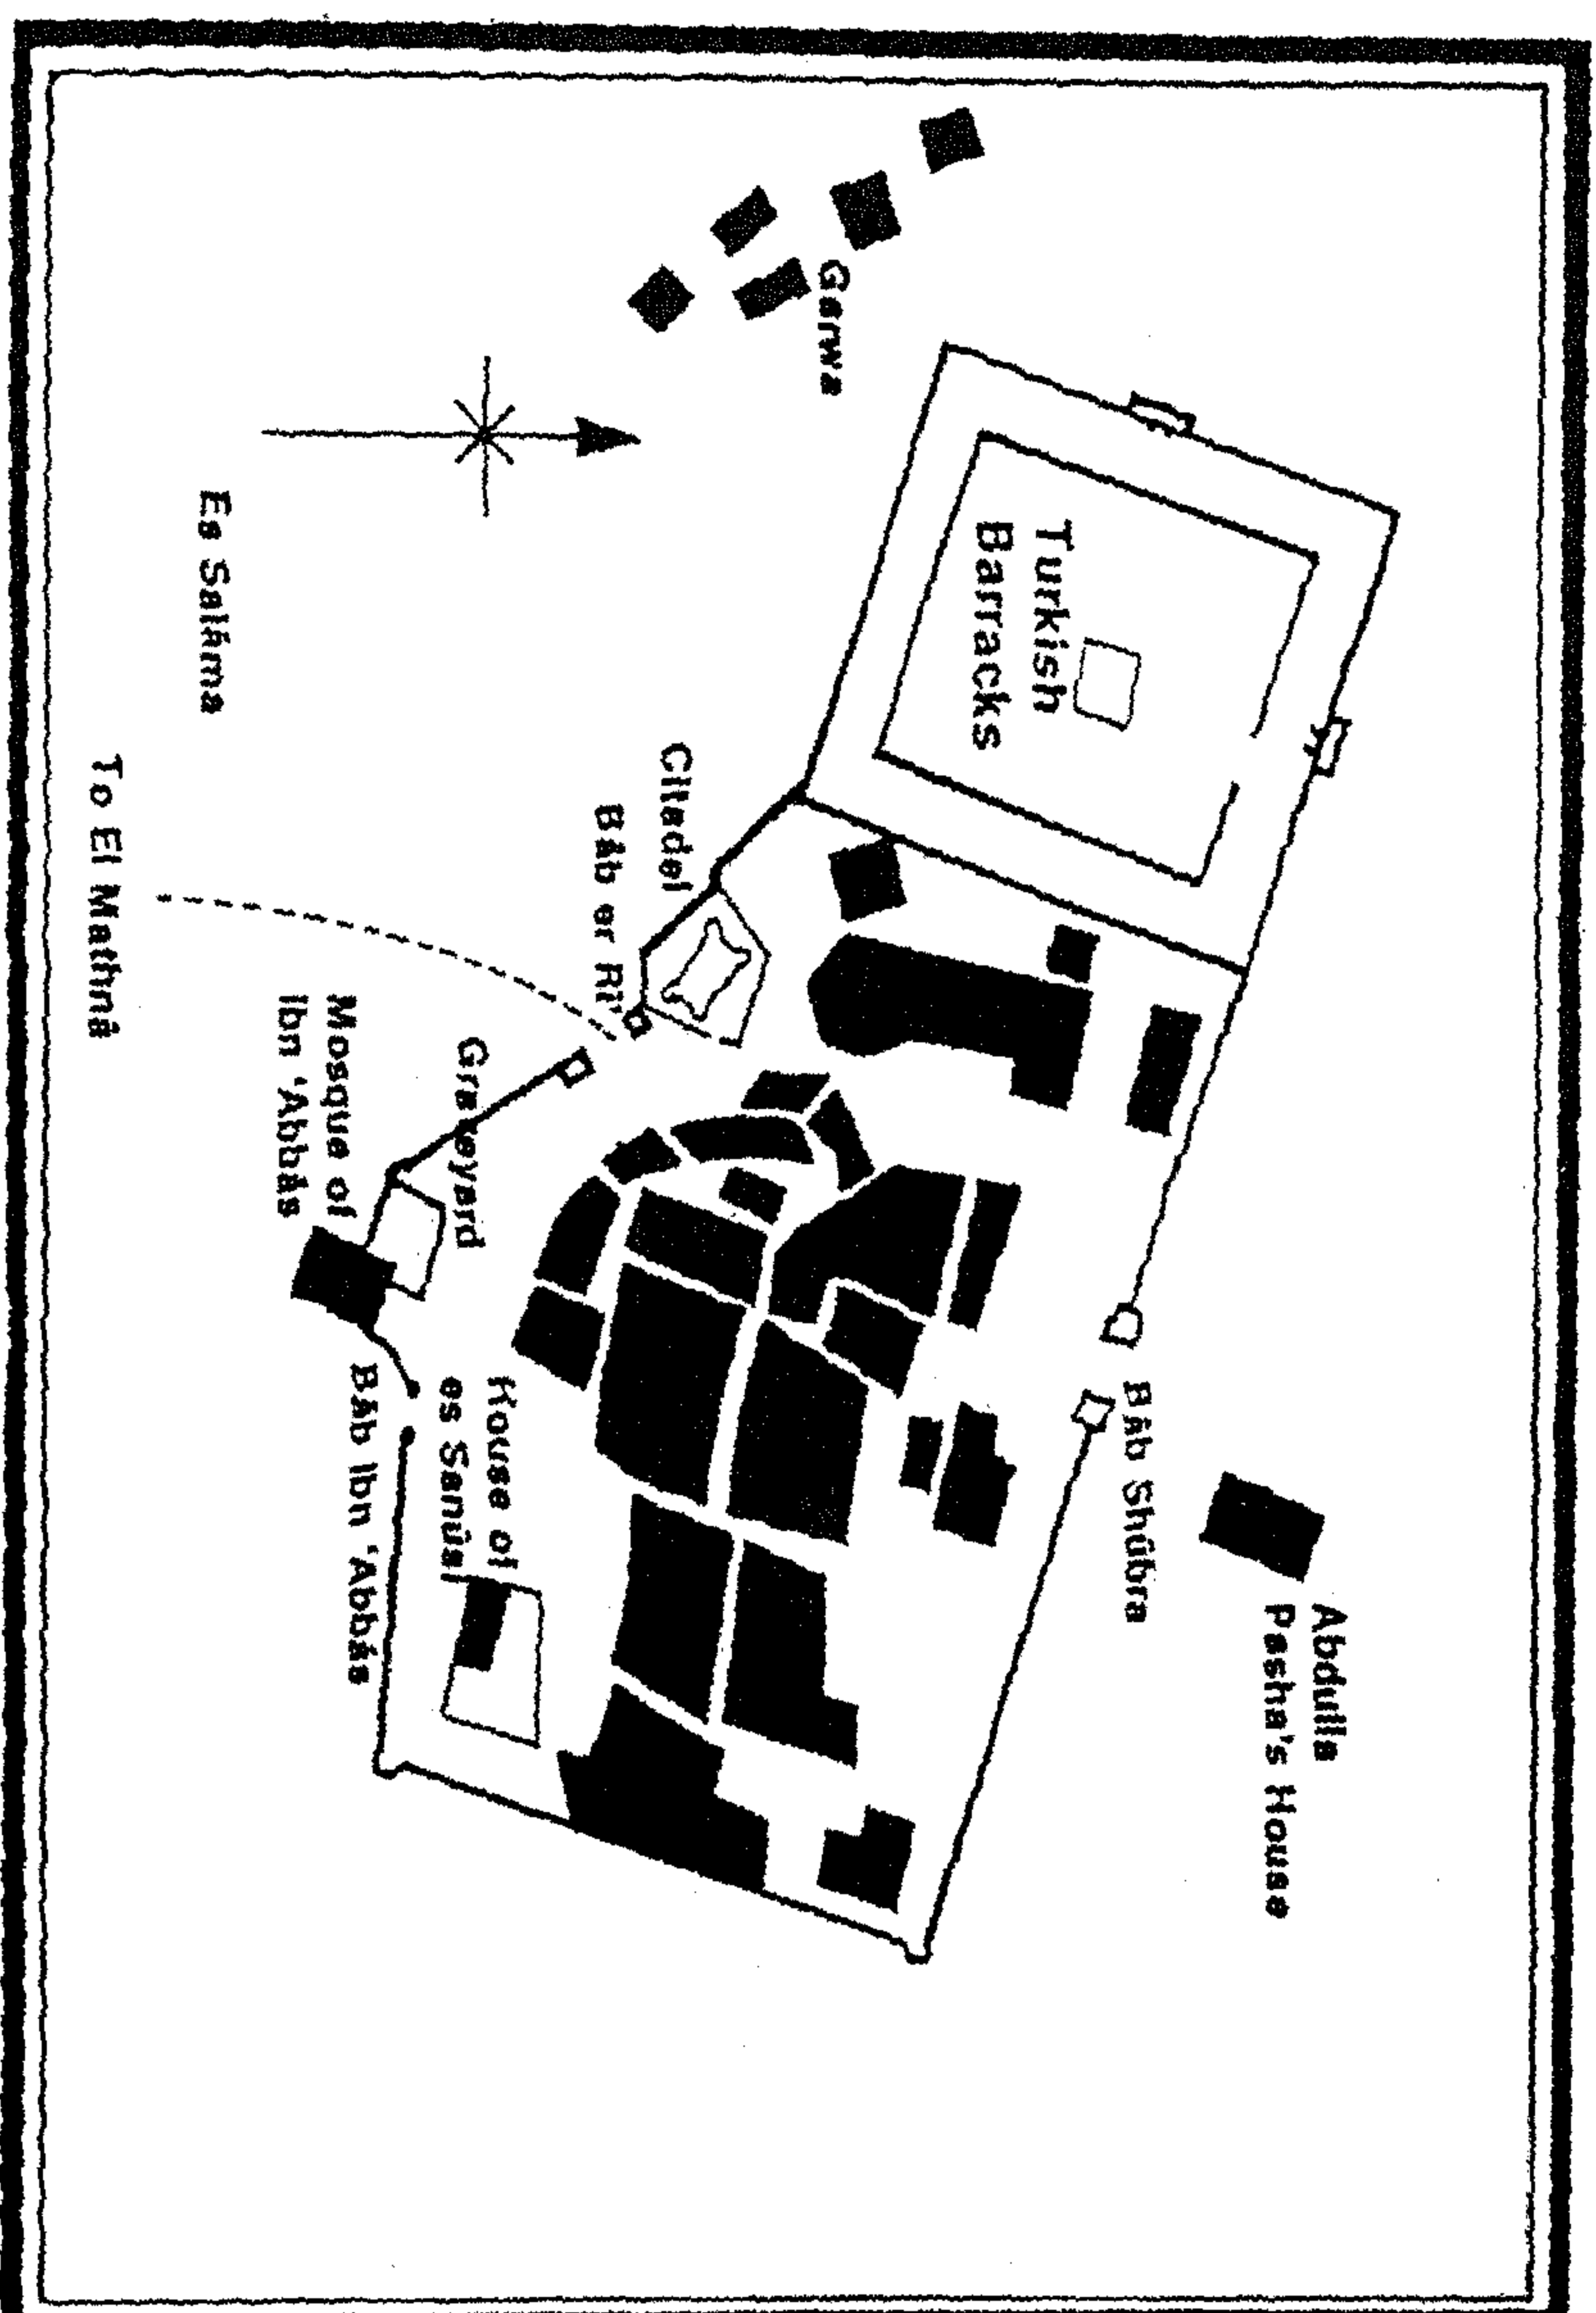 Abdulla
Pasha's House
Bâb Shûbra
Turkish
Barracks
Garwa
Citadel
Bâb er Rî'
House of
es Sanûsi
Graveyard
Bâb Ibn 'Abbâs
Mosque of
Ibn 'Abbâs
Es Salâma
To El Mathnâ